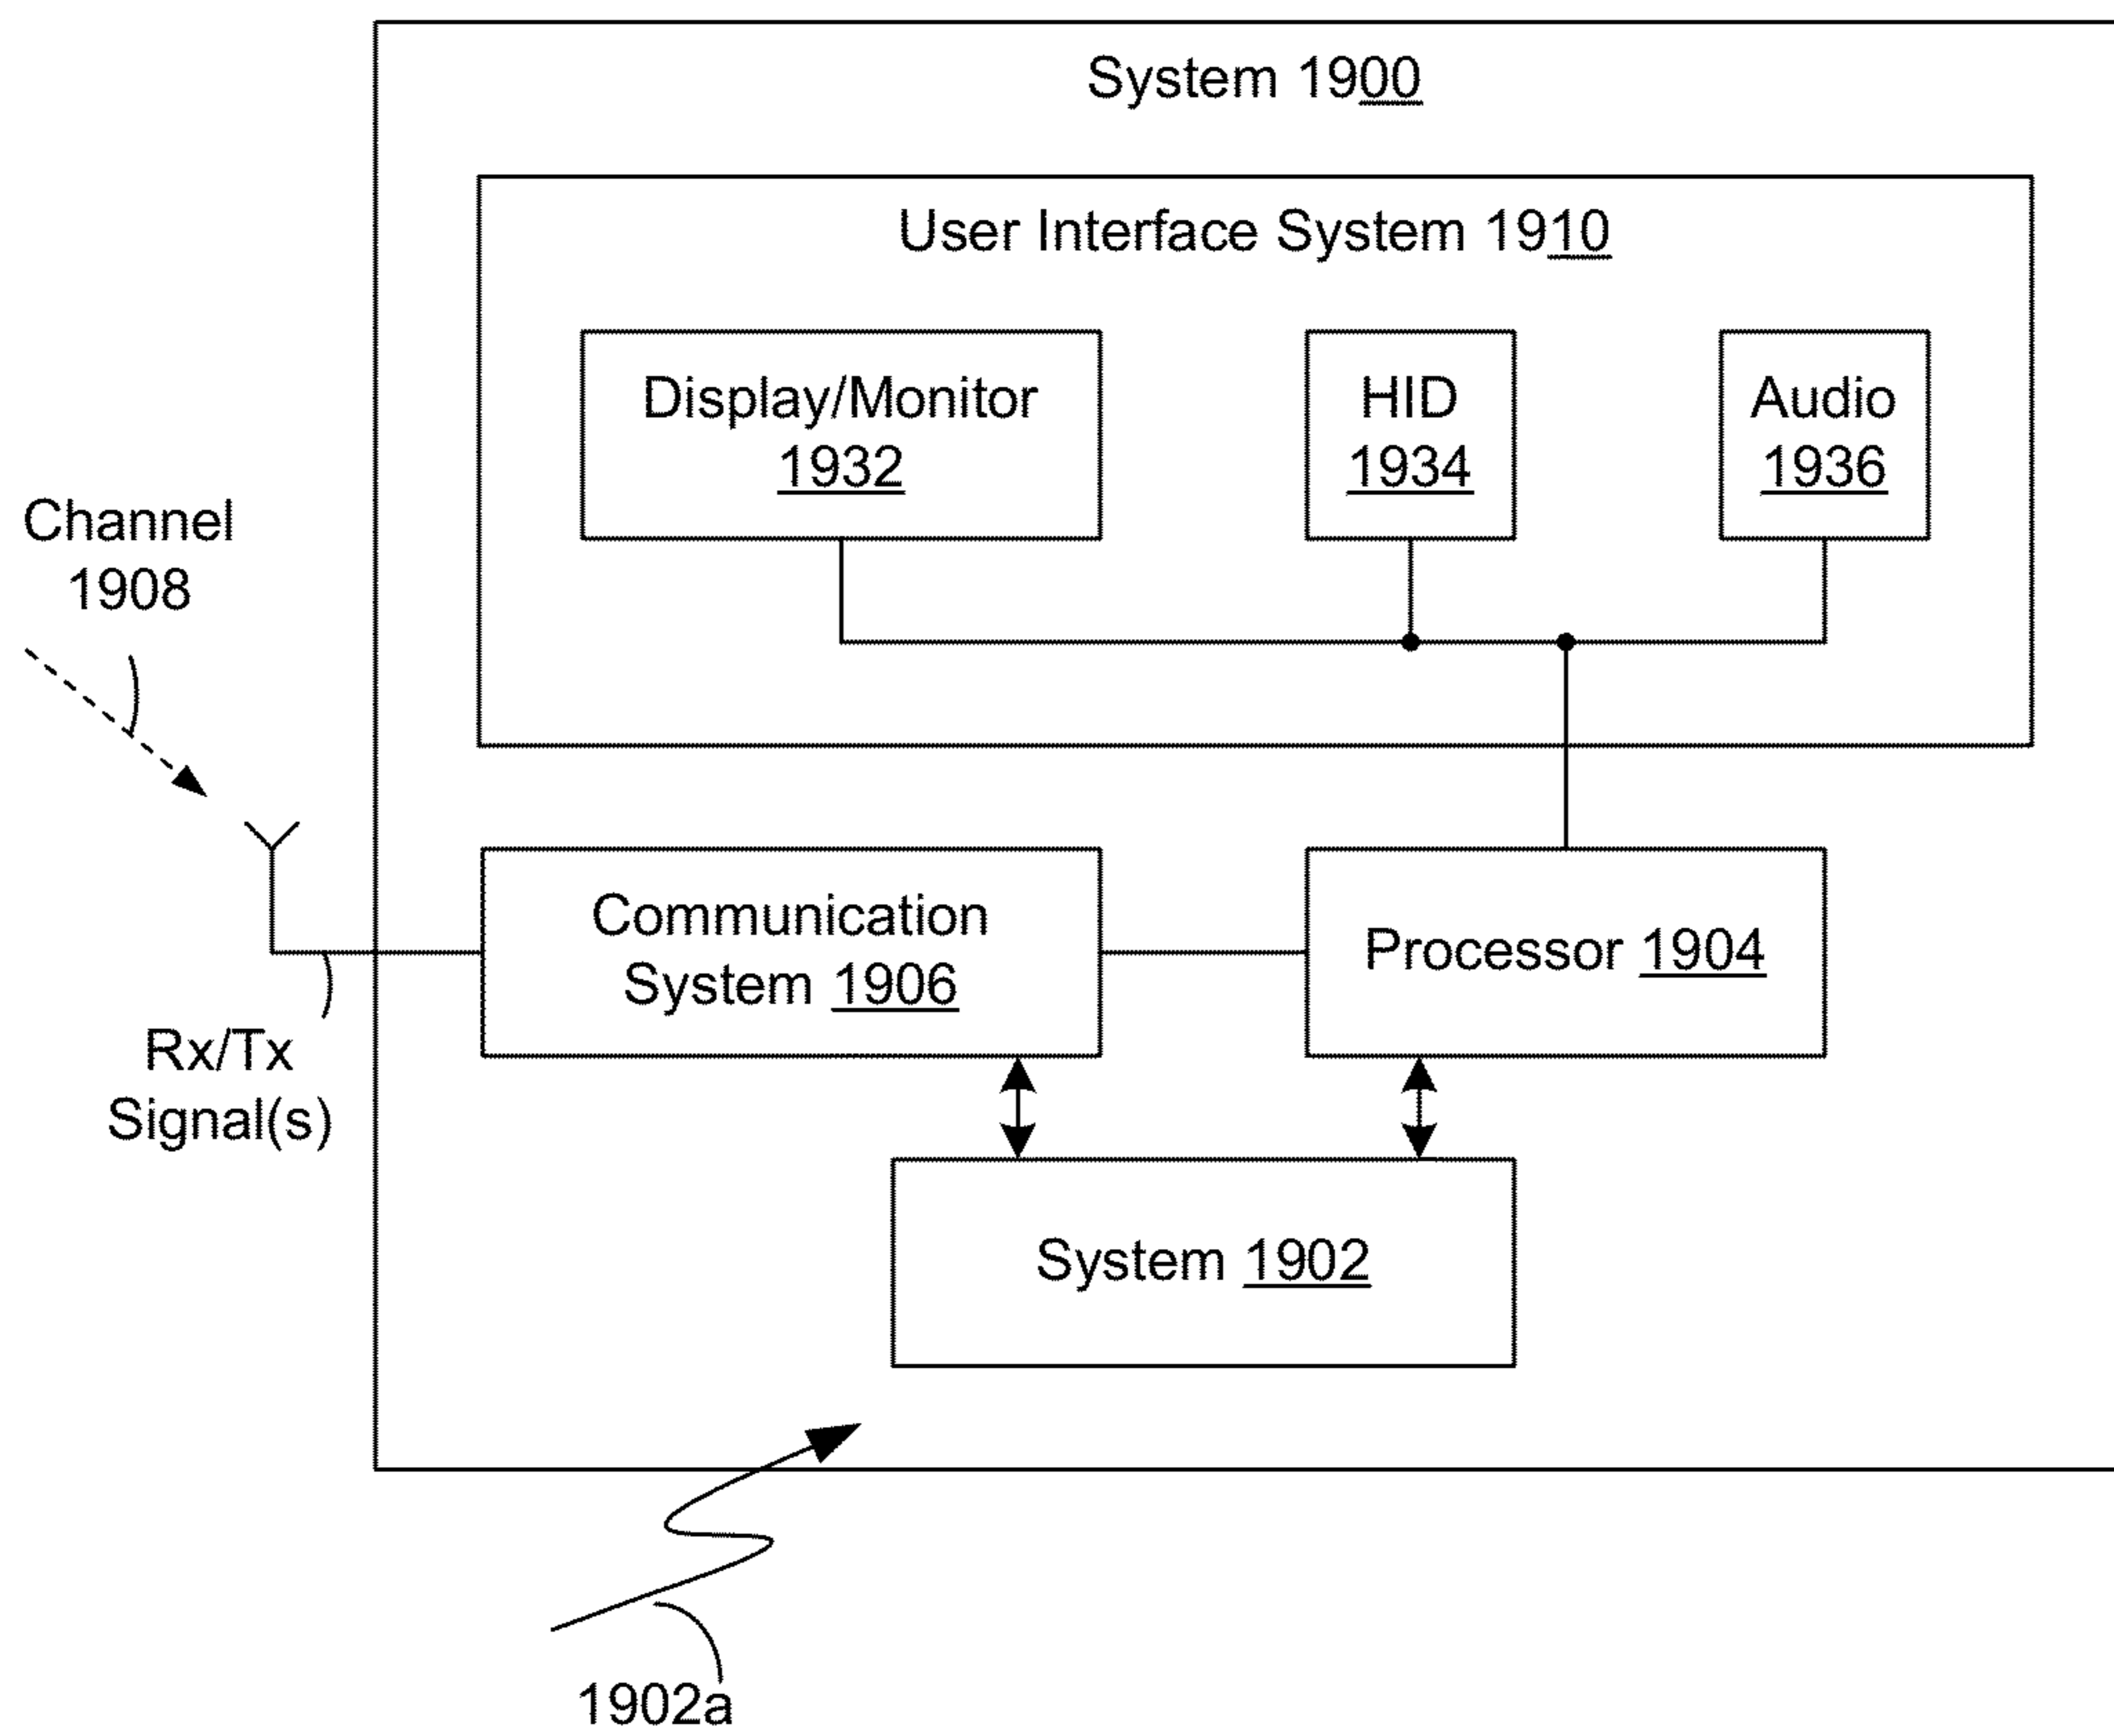 System 1900
User Interface System 1910
Display/Monitor
1932
HID
1934
Audio
1936
Channel
1908
Communication
System 1906
Processor 1904
Rx/Tx
Signal(s)
System 1902
1902a